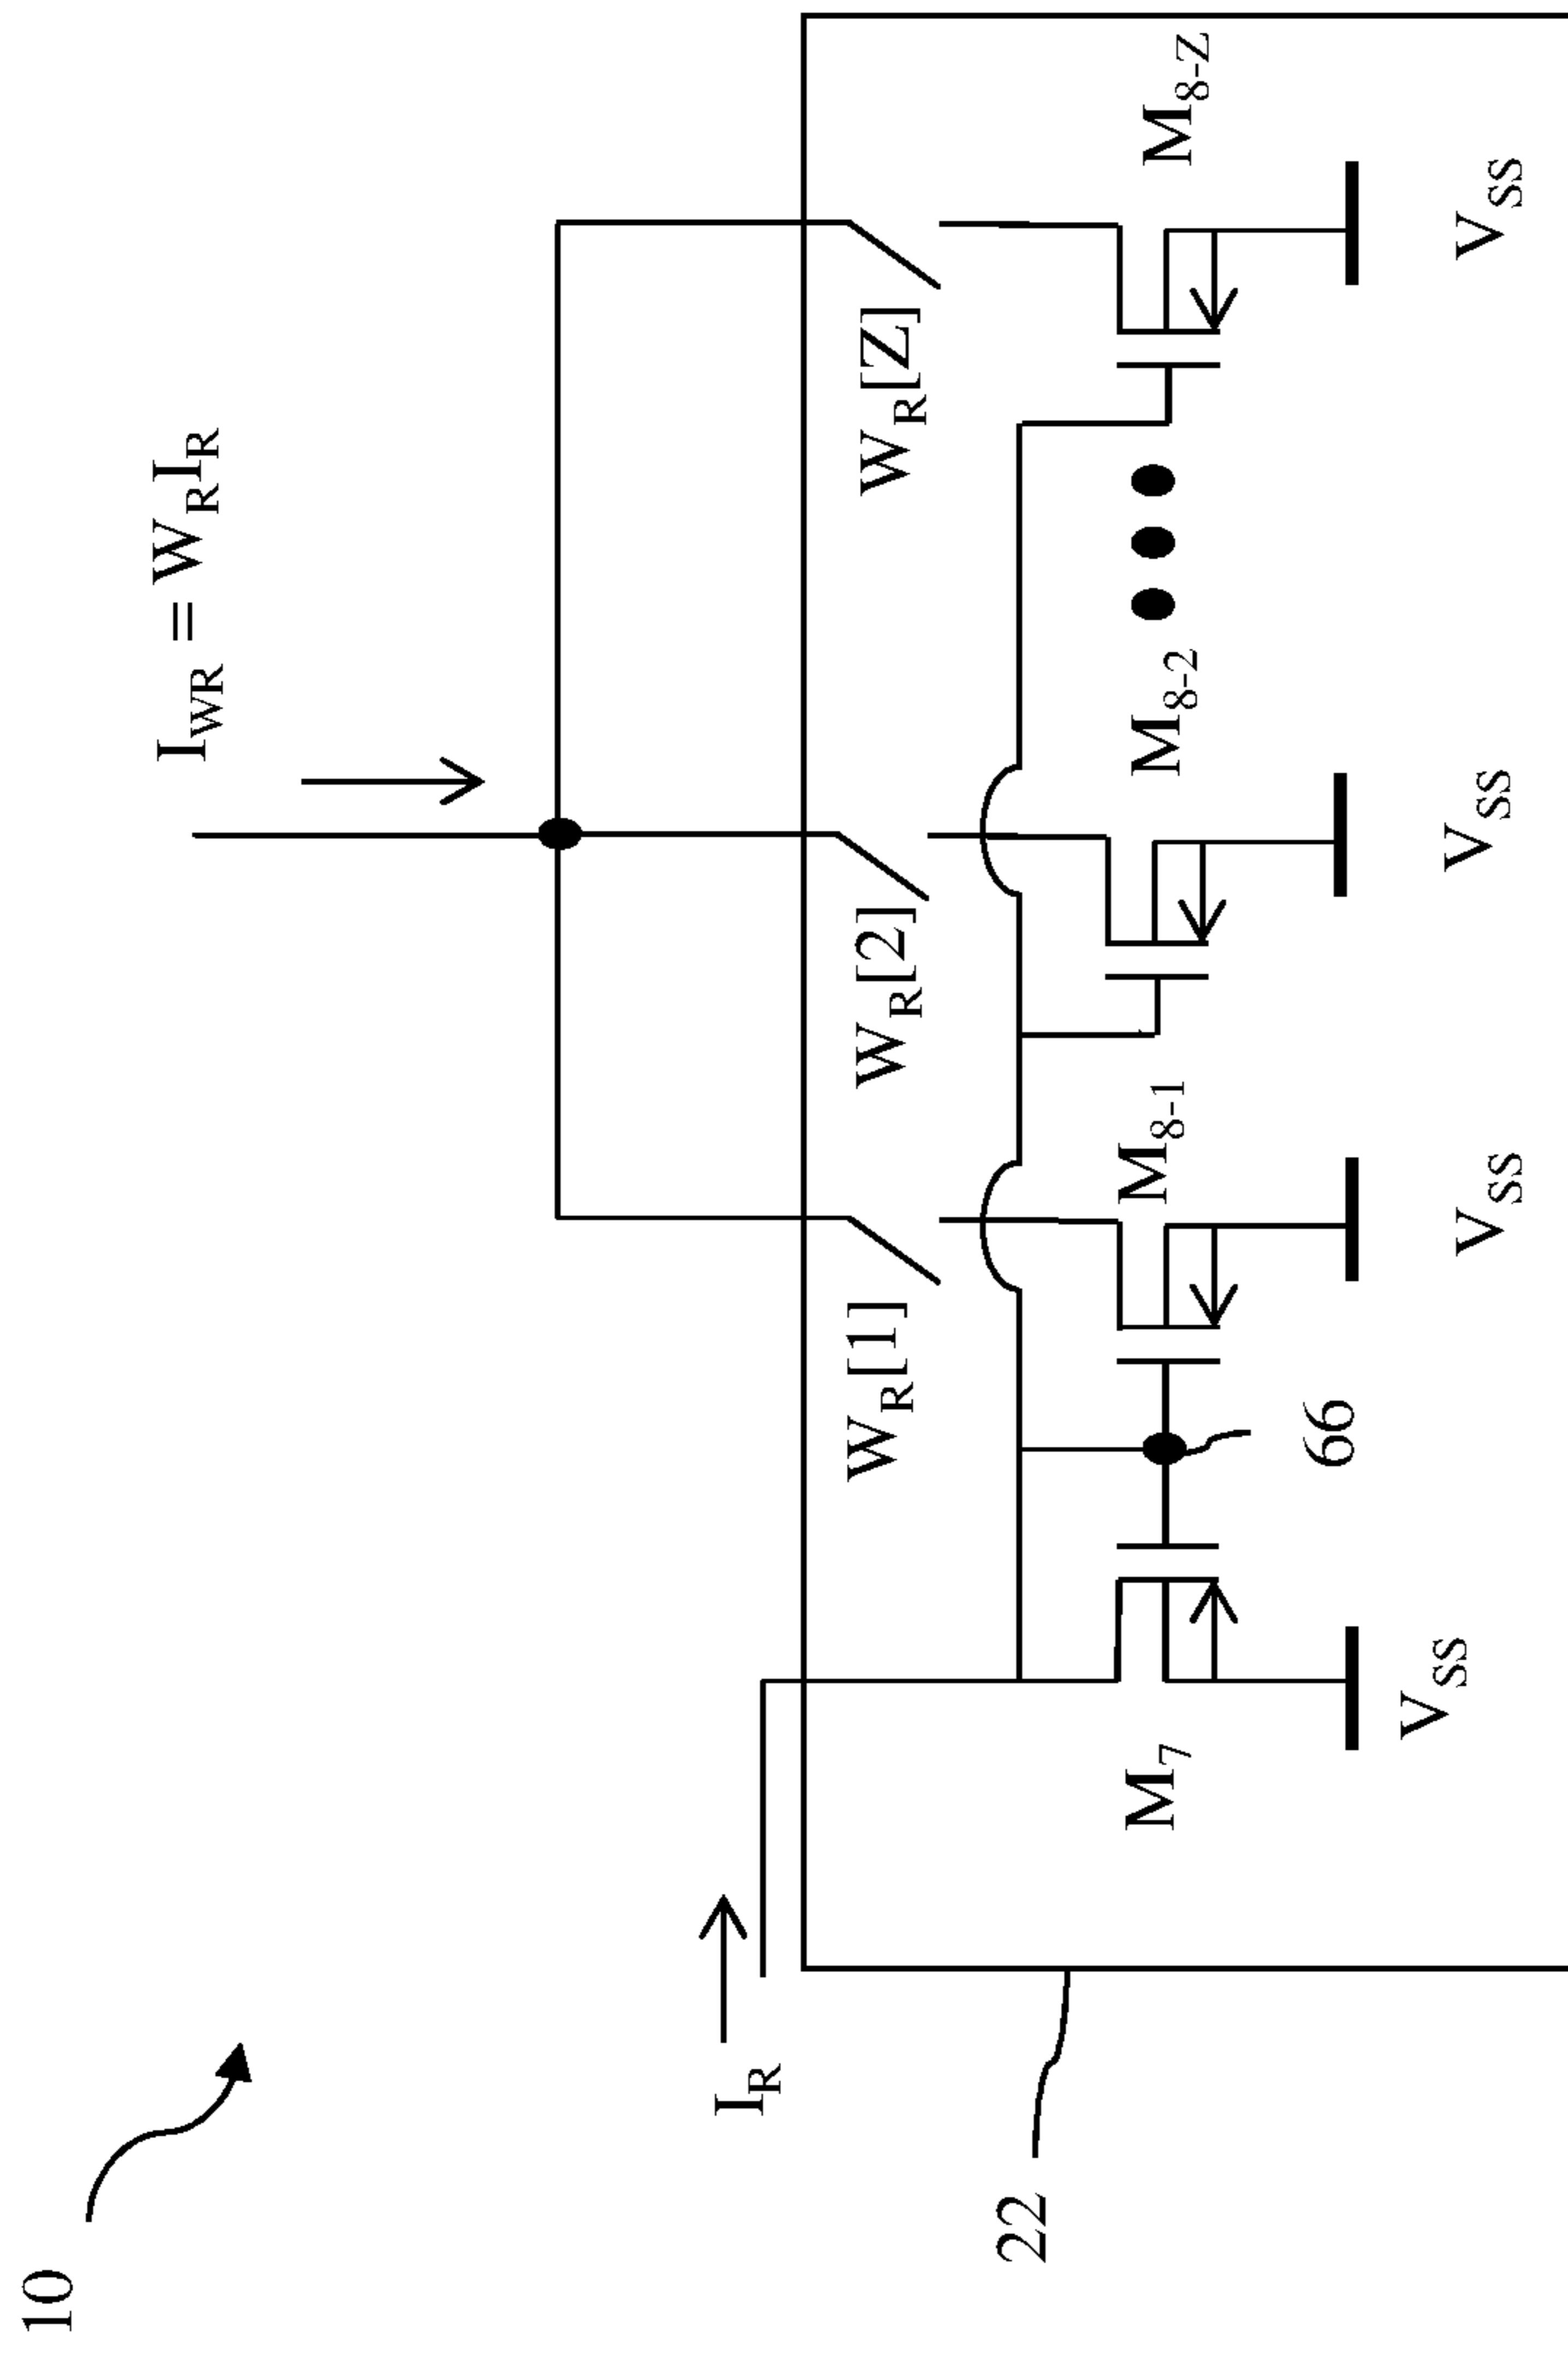 10
I_WR = W_R I_R
I_R
22
W_R[1]
W_R[2]
W_R[Z]
M_7
M_8-1
M_8-2
M_8-Z
66
V_SS
V_SS
V_SS
V_SS